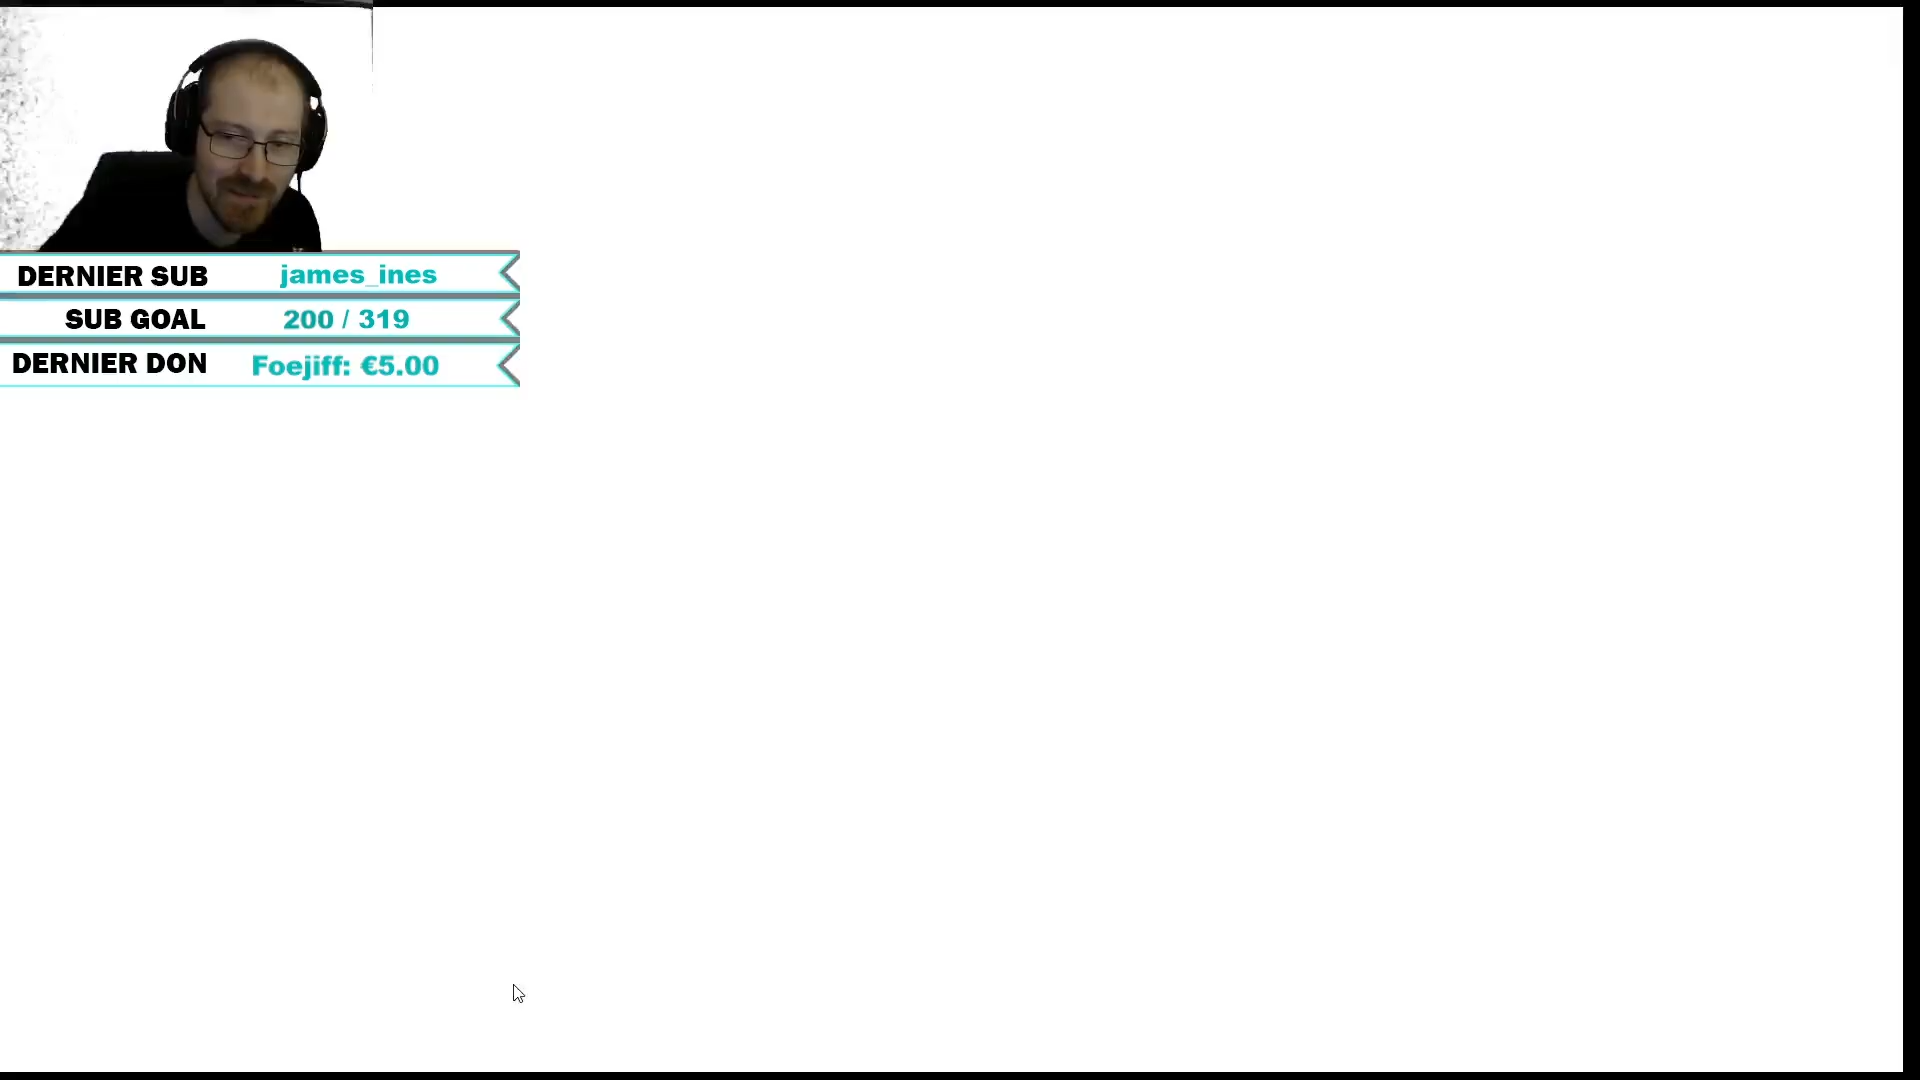 DERNIER SUB james_ines
SUB GOAL 200 / 319
DERNIER DON Foejiff: €5.00